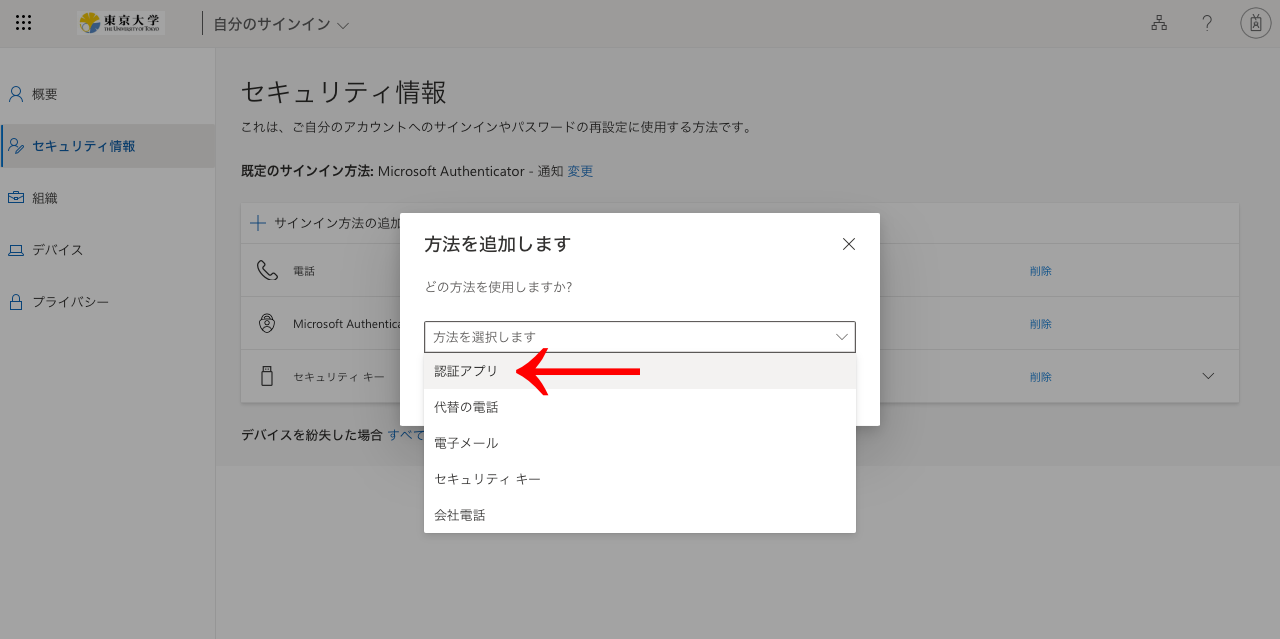 東京大学
THE UNIVERSITY OF TOKYO
自分のサインイン
概要
セキュリティ情報
組織
デバイス
プライバシー
セキュリティ情報
これは、ご自分のアカウントへのサインインやパスワードの再設定に使用する方法です。
既定のサインイン方法: Microsoft Authenticator - 通知 変更
サインイン方法の追加
電話
削除
Microsoft Authentica
削除
セキュリティ キー
削除
デバイスを紛失した場合 すべて
方法を追加します
どの方法を使用しますか?
方法を選択します
認証アプリ
代替の電話
電子メール
セキュリティ キー
会社電話